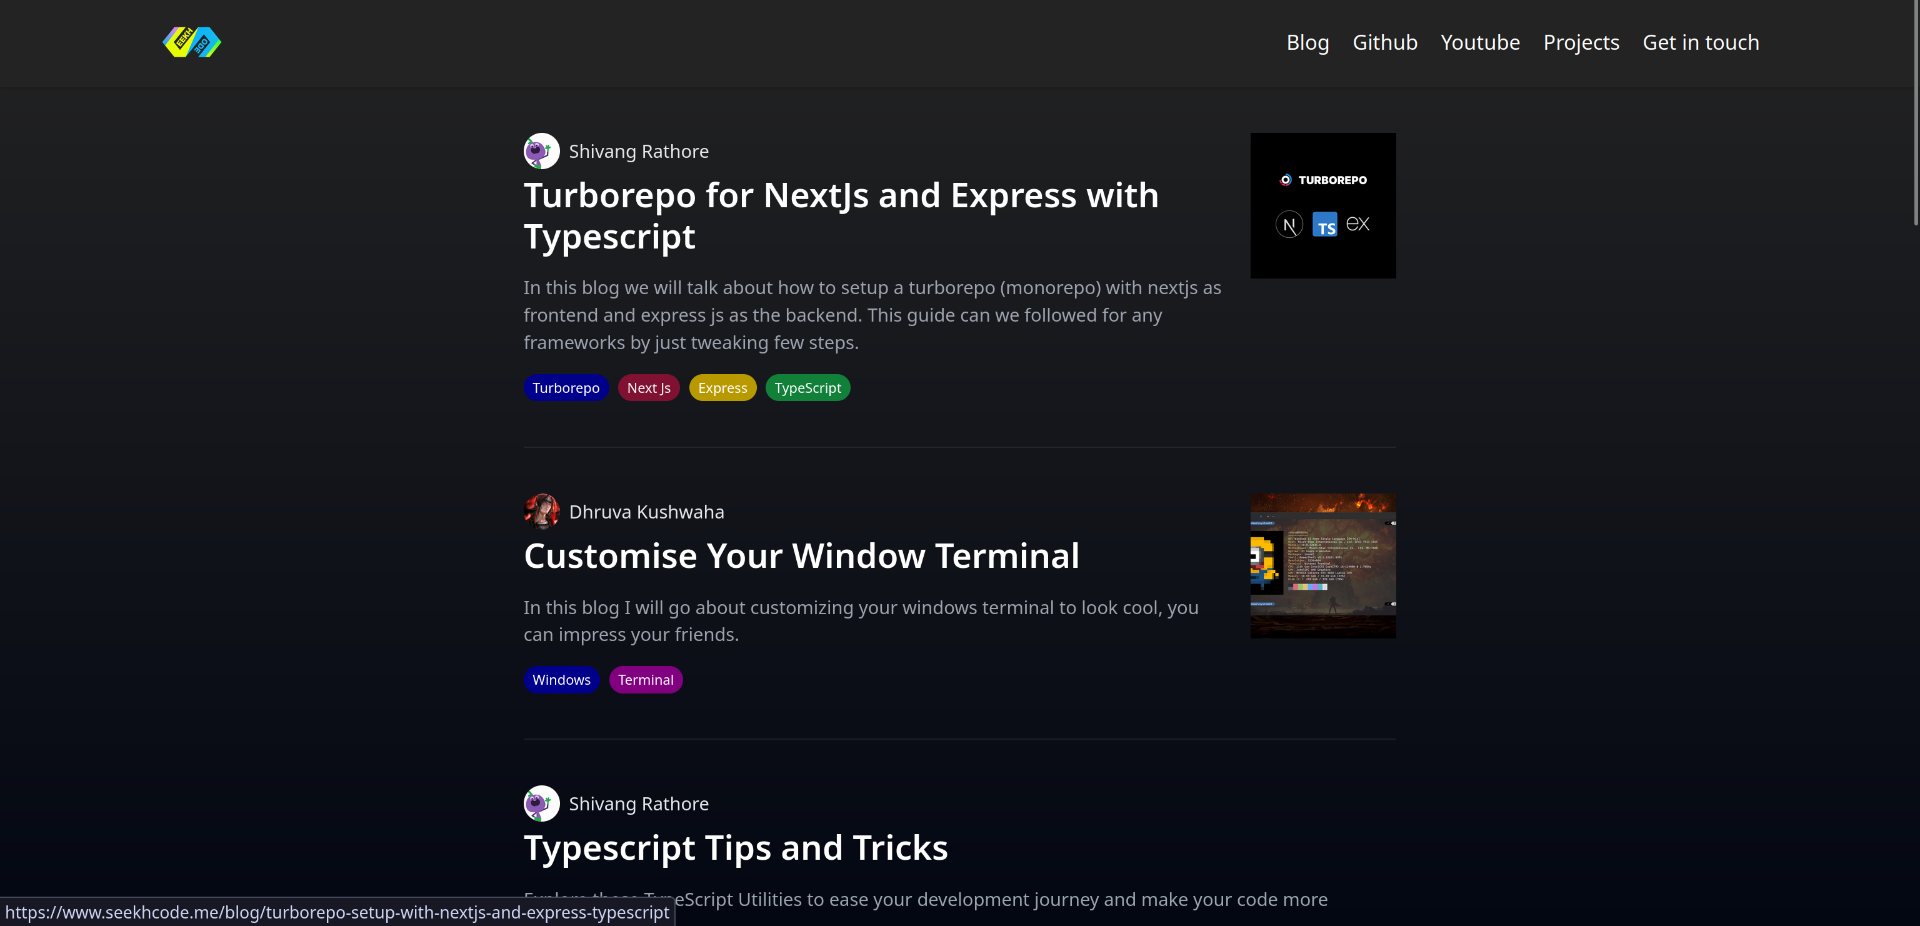 SEEKH
ODE
Blog Github Youtube Projects Get in touch
Shivang Rathore
Turborepo for NextJs and Express with
Typescript
In this blog we will talk about how to setup a turborepo (monorepo) with nextjs as
frontend and express js as the backend. This guide can we followed for any
frameworks by just tweaking few steps.
Turborepo Next Js Express TypeScript
TURBOREPO
N TS ex
Dhruva Kushwaha
Customise Your Window Terminal
In this blog I will go about customizing your windows terminal to look cool, you
can impress your friends.
Windows Terminal
Shivang Rathore
Typescript Tips and Tricks
Explore these TypeScript Utilities to ease your development journey and make your code more
https://www.seekhcode.me/blog/turborepo-setup-with-nextjs-and-express-typescript